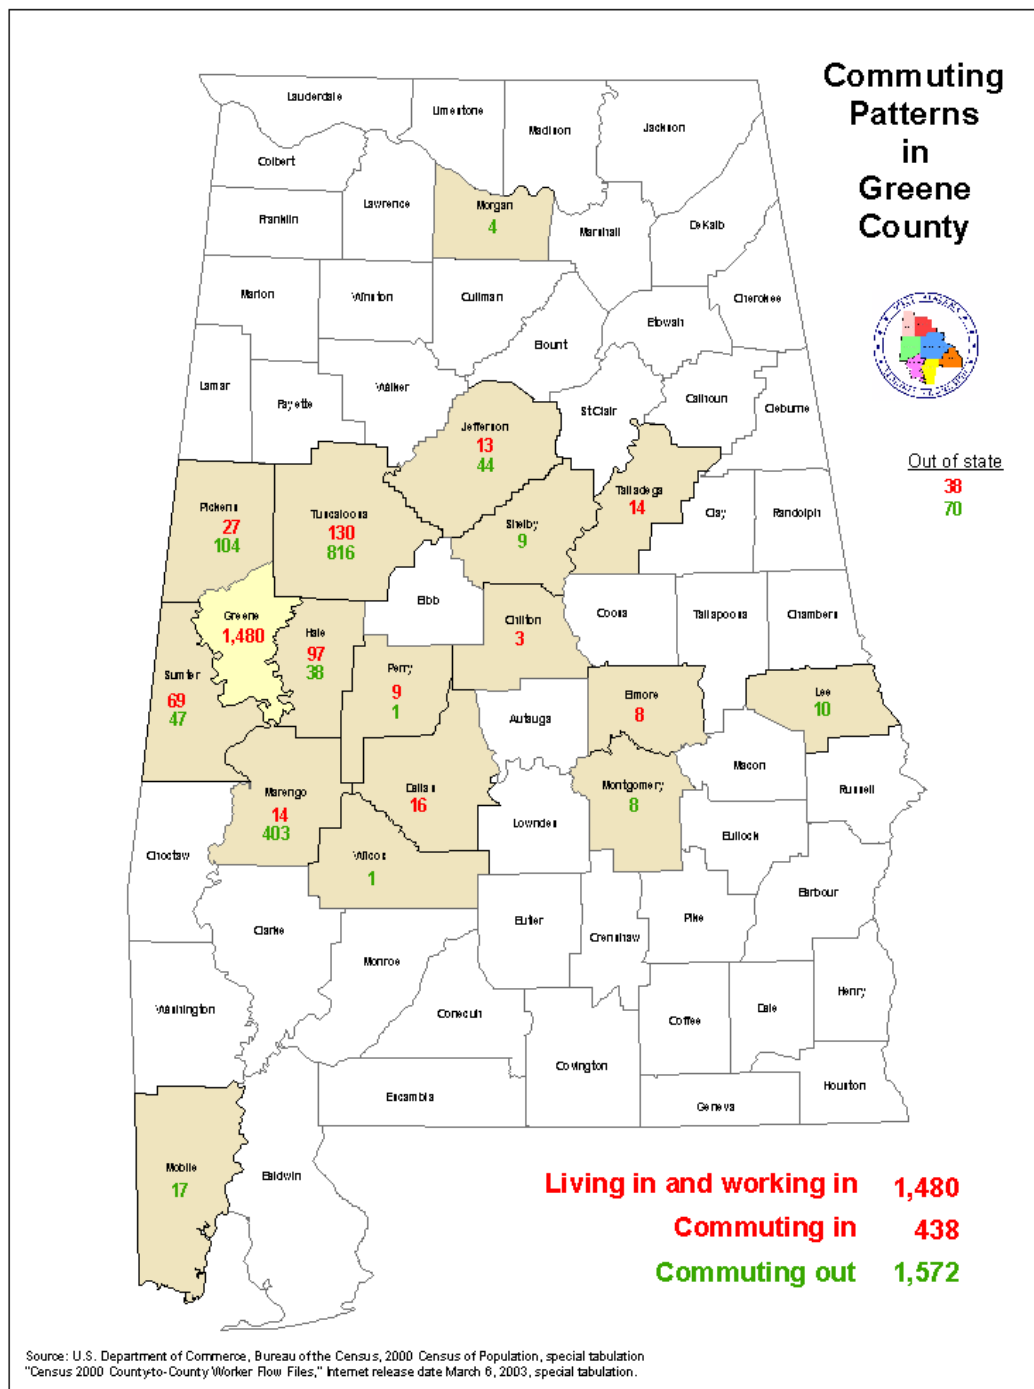 Commuting
Patterns
in
Greene
County
Lauderdale
Limestone
Madison
Jackson
Colbert
Lawrence
Morgan
4
Franklin
Marshall
DeKalb
Marion
Winston
Cullman
Cherokee
Etowah
Blount
Lamar
Fayette
Walker
St Clair
Calhoun
Cleburne
Jefferson
13
44
Out of state
38
70
Pickens
27
104
Tuscaloosa
130
816
Shelby
9
Talladega
14
Clay
Randolph
Greene
1,480
Hale
97
38
Bibb
Chilton
3
Coosa
Tallapoosa
Chambers
Sumter
69
47
Perry
9
1
Autauga
Elmore
8
Lee
10
Marengo
14
403
Dallas
16
Lowndes
Montgomery
8
Macon
Russell
Bullock
Choctaw
Wilcox
1
Clarke
Butler
Crenshaw
Pike
Barbour
Monroe
Washington
Conecuh
Coffee
Dale
Henry
Covington
Escambia
Geneva
Houston
Mobile
17
Baldwin
Living in and working in 1,480
Commuting in 438
Commuting out 1,572
Source: U.S. Department of Commerce, Bureau of the Census, 2000 Census of Population, special tabulation
"Census 2000 County-to-County Worker Flow Files," Internet release date March 6, 2003, special tabulation.